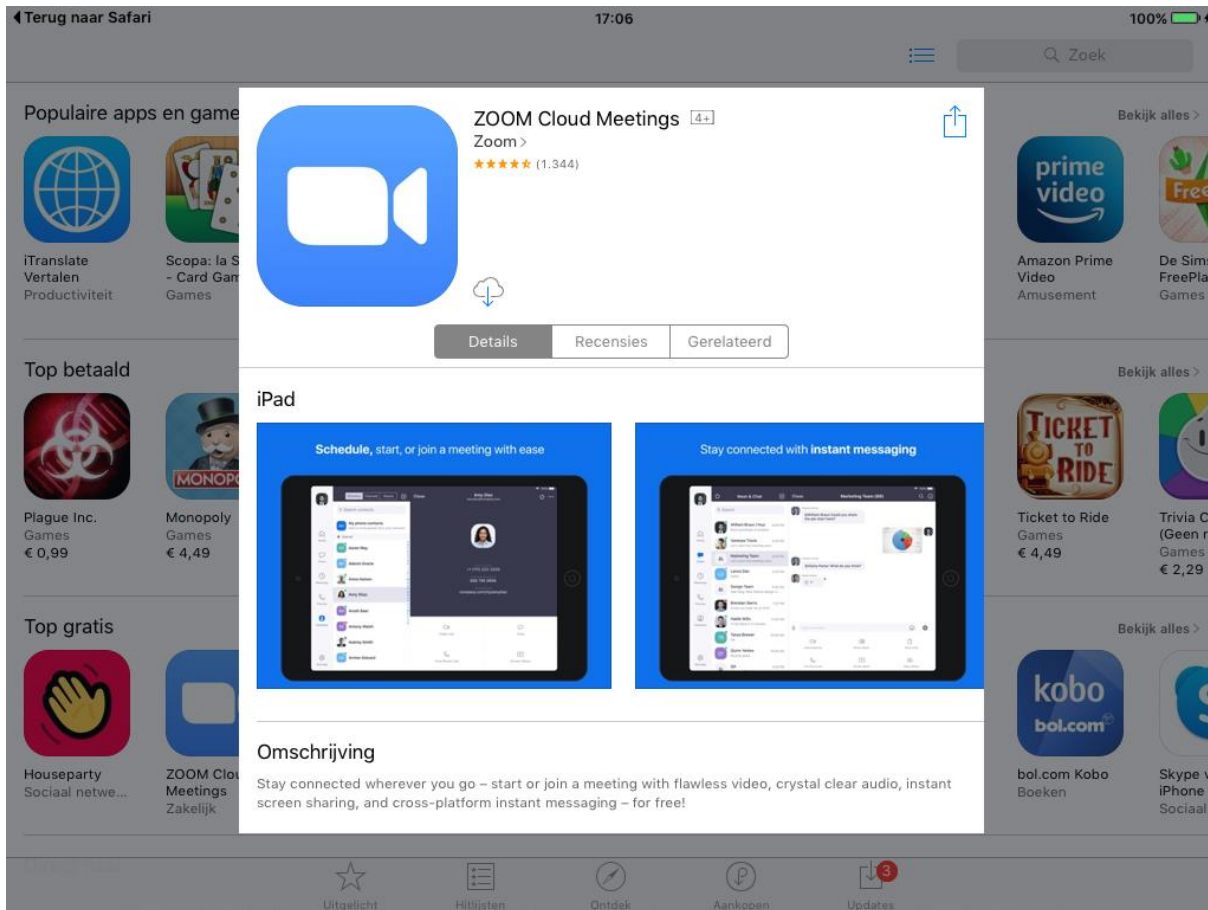 Terug naar Safari
17:06
100%
Zoek
Populaire apps en game
Bekijk alles >
iTranslate
Vertalen
Productiviteit
Scopa: la S
- Card Gam
Games
prime
video
Amazon Prime
Video
Amusement
Free
De Sim
FreePla
Games
ZOOM Cloud Meetings 4+
Zoom >
(1.344)
Details
Recensies
Gerelateerd
iPad
Schedule, start, or join a meeting with ease
Stay connected with instant messaging
Top betaald
Bekijk alles >
Plague Inc.
Games
€ 0,99
MONOPO
Monopoly
Games
€ 4,49
TICKET
TO
RIDE
Ticket to Ride
Games
€ 4,49
Trivia C
(Geen r
Games
€ 2,29
Top gratis
Bekijk alles >
Houseparty
Sociaal netwe...
ZOOM Clou
Meetings
Zakelijk
kobo
bol.com
bol.com Kobo
Boeken
Skype v
iPhone
Sociaal
Omschrijving
Stay connected wherever you go – start or join a meeting with flawless video, crystal clear audio, instant
screen sharing, and cross-platform instant messaging – for free!
Uitgelicht
Hitlijsten
Ontdek
Aankopen
3
Updates